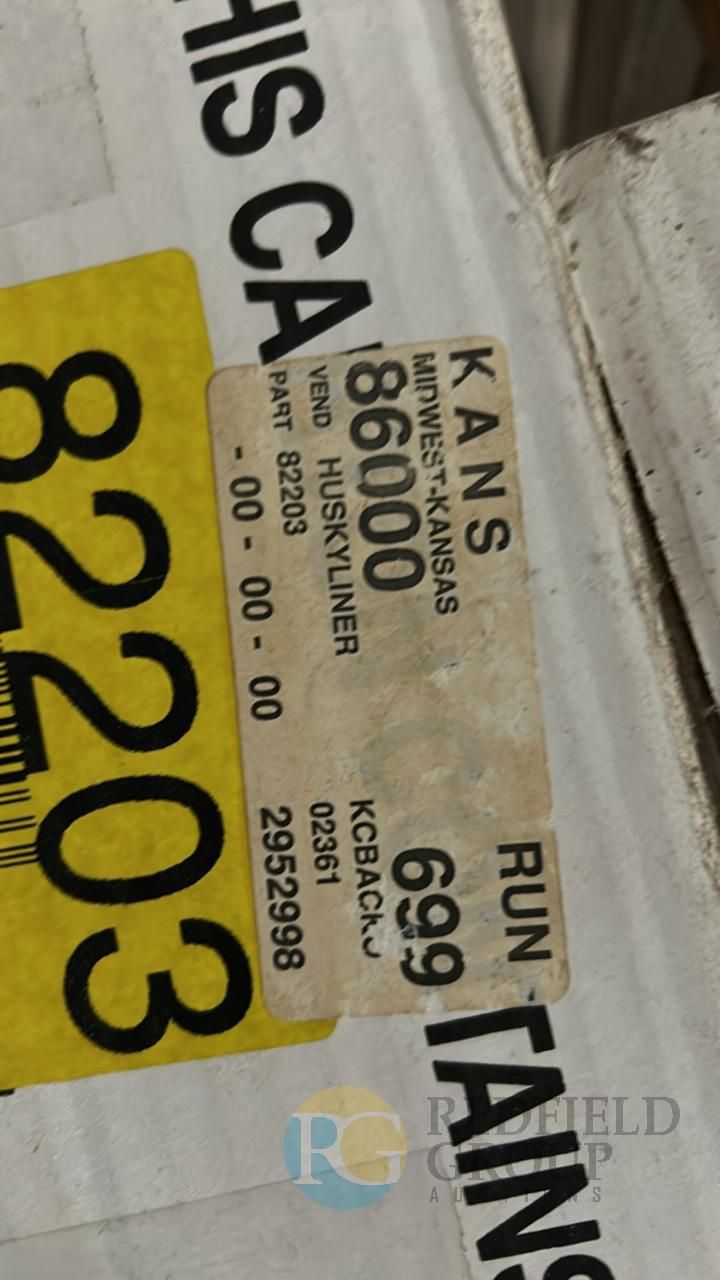 HIS CA
TAINS
KANS
RUN
MIDWEST-KANSAS
86000
699
VEND HUSKYLINER
02361
PART 82203
2952998
- 00 - 00 - 00
82203
RG
REDFIELD
GROUP
AUCTIONS